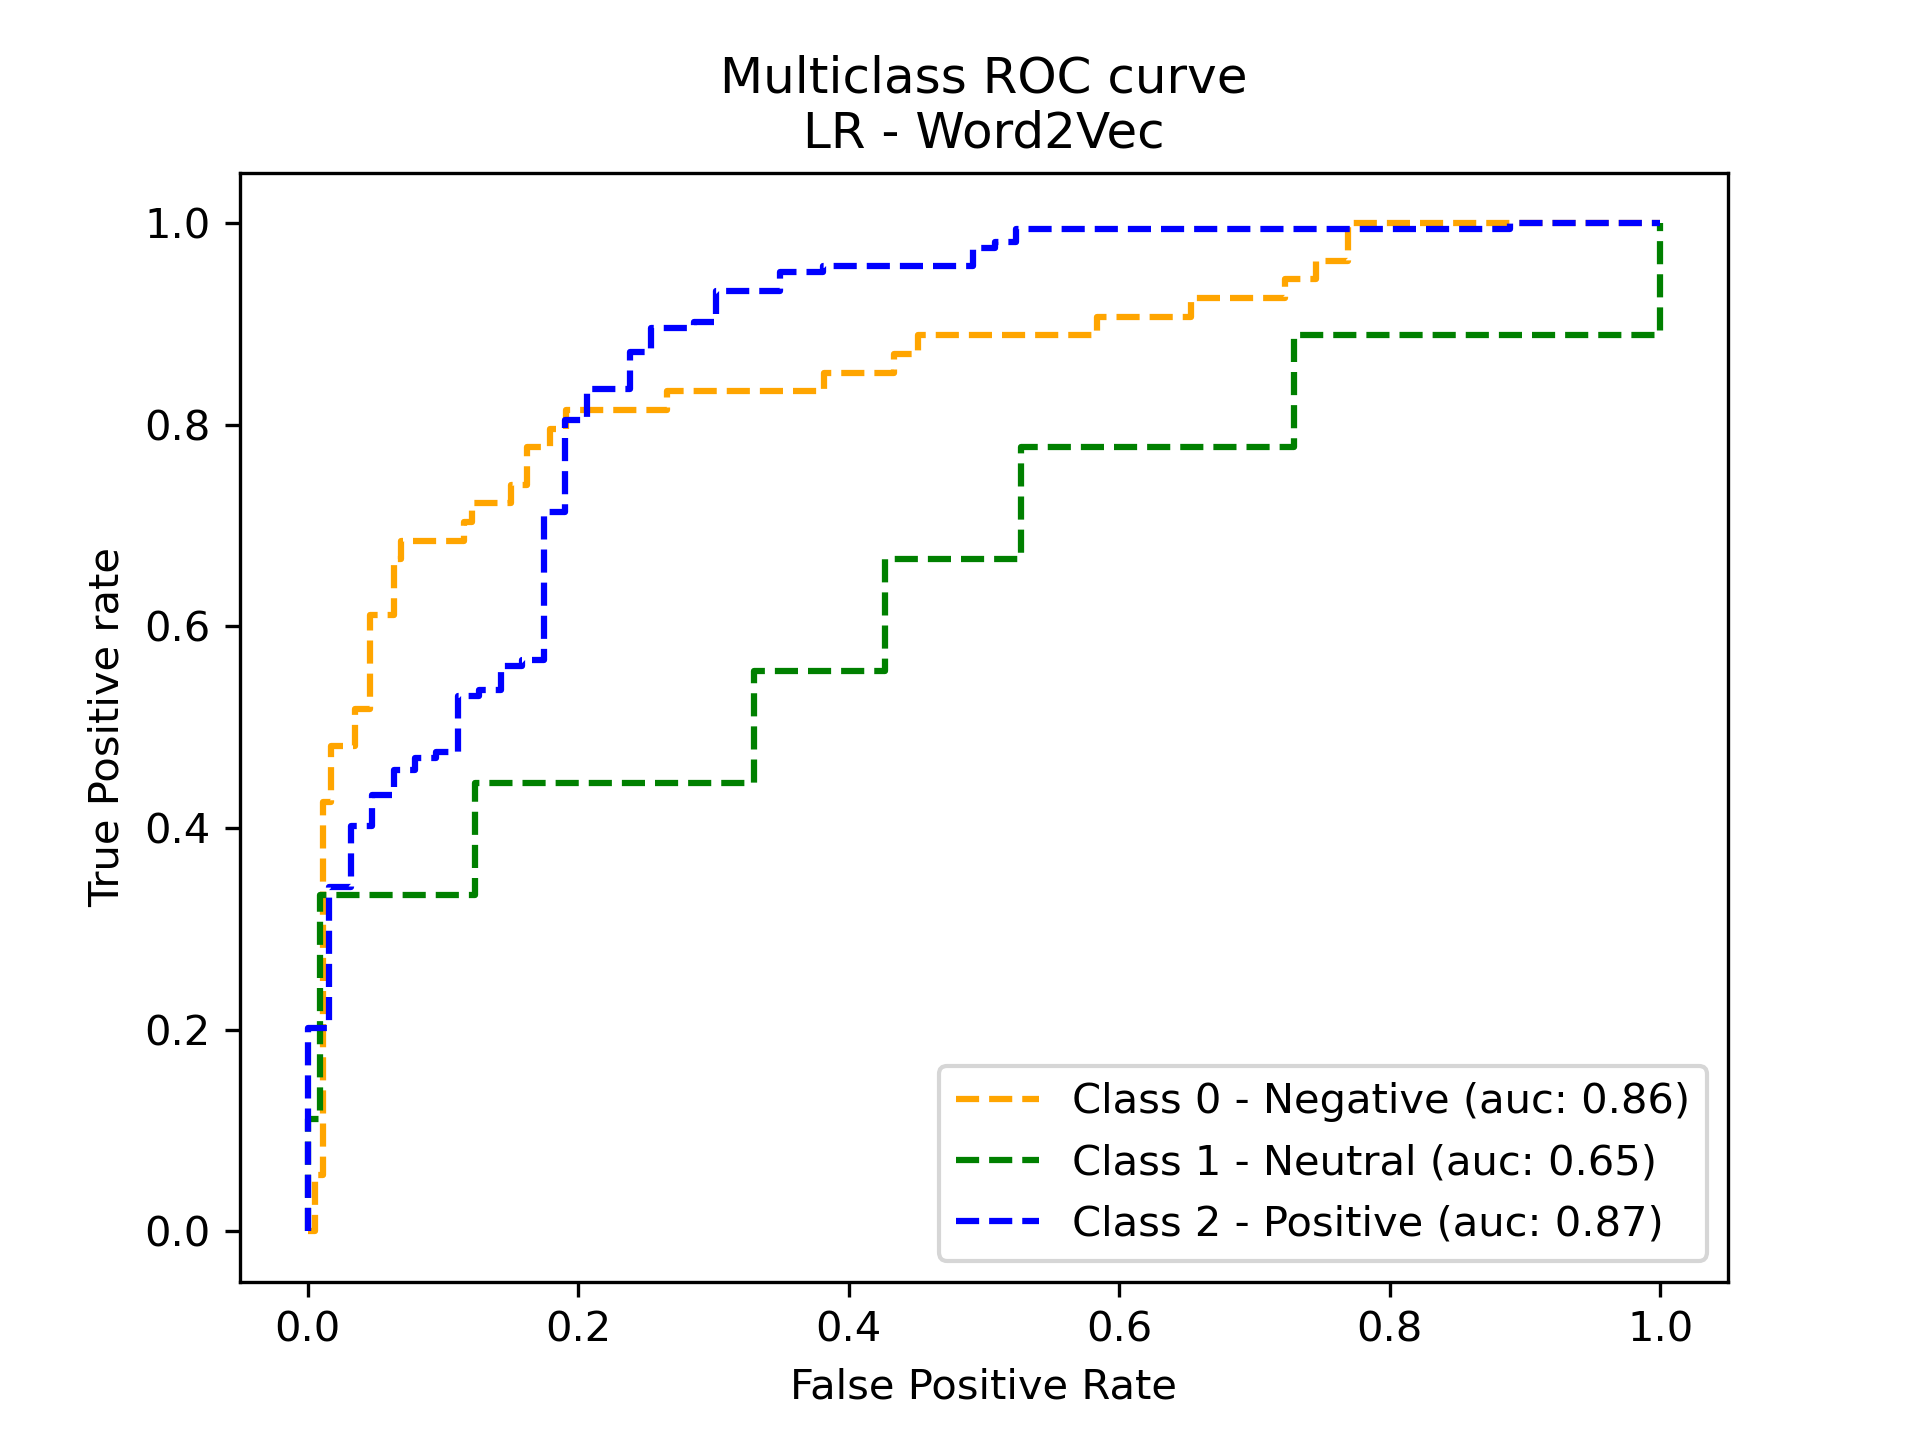 Multiclass ROC curve
LR - Word2Vec
True Positive rate
1.0
0.8
0.6
0.4
0.2
0.0
Class 0 - Negative (auc: 0.86)
Class 1 - Neutral (auc: 0.65)
Class 2 - Positive (auc: 0.87)
0.0 0.2 0.4 0.6 0.8 1.0
False Positive Rate